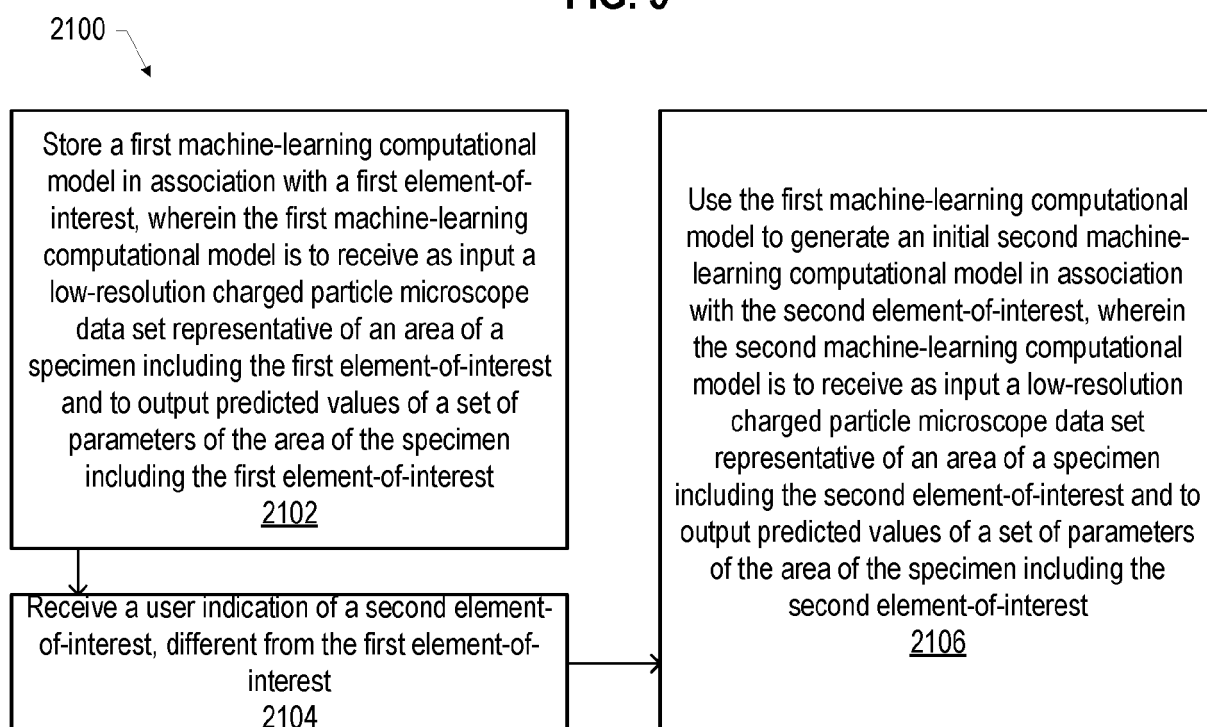 FIG. 9
2100
Store a first machine-learning computational
model in association with a first element-of-
interest, wherein the first machine-learning
computational model is to receive as input a
low-resolution charged particle microscope
data set representative of an area of a
specimen including the first element-of-interest
and to output predicted values of a set of
parameters of the area of the specimen
including the first element-of-interest
2102
Receive a user indication of a second element-
of-interest, different from the first element-of-
interest
2104
Use the first machine-learning computational
model to generate an initial second machine-
learning computational model in association
with the second element-of-interest, wherein
the second machine-learning computational
model is to receive as input a low-resolution
charged particle microscope data set
representative of an area of a specimen
including the second element-of-interest and to
output predicted values of a set of parameters
of the area of the specimen including the
second element-of-interest
2106